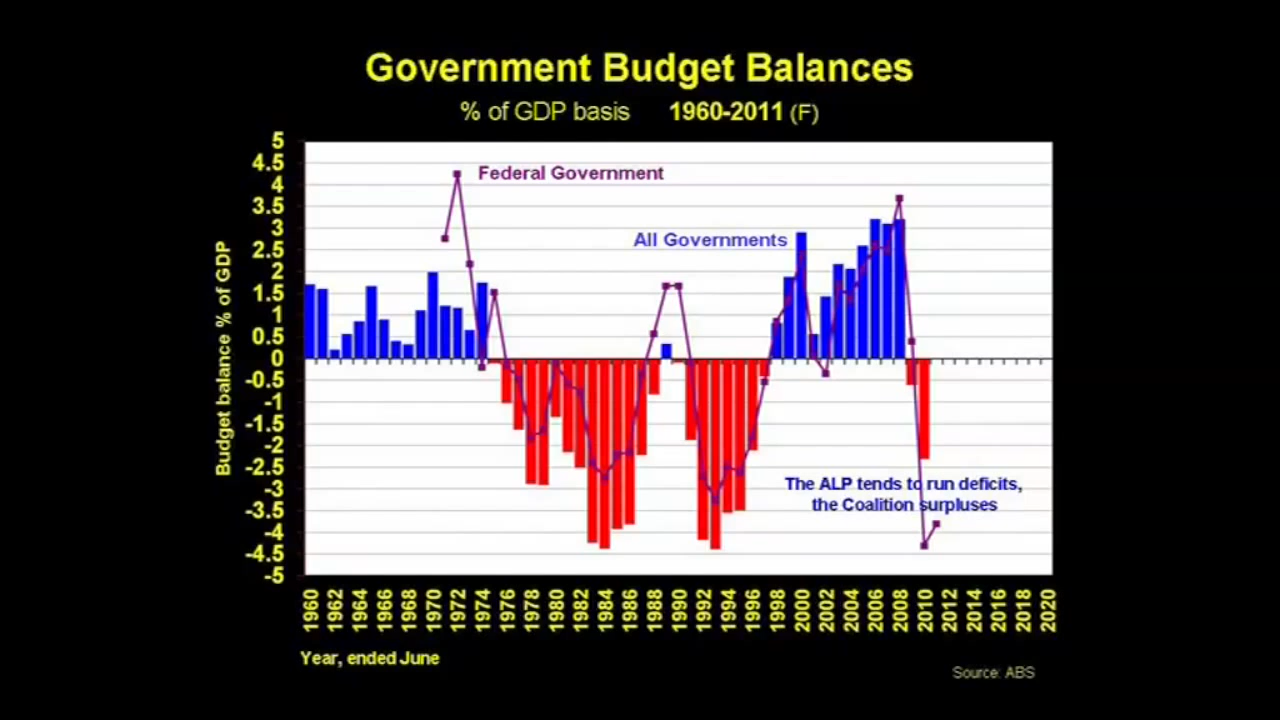 Government Budget Balances
% of GDP basis 1960-2011 (F)
5
4.5
4
3.5
3
2.5
2
1.5
1
0.5
0
-0.5
-1
-1.5
-2
-2.5
-3
-3.5
-4
-4.5
-5
Budget balance % of GDP
Federal Government
All Governments
The ALP tends to run deficits,
the Coalition surpluses
1960 1962 1964 1966 1968 1970 1972 1974 1976 1978 1980 1982 1984 1986 1988 1990 1992 1994 1996 1998 2000 2002 2004 2006 2008 2010 2012 2014 2016 2018 2020
Year, ended June
Source: ABS